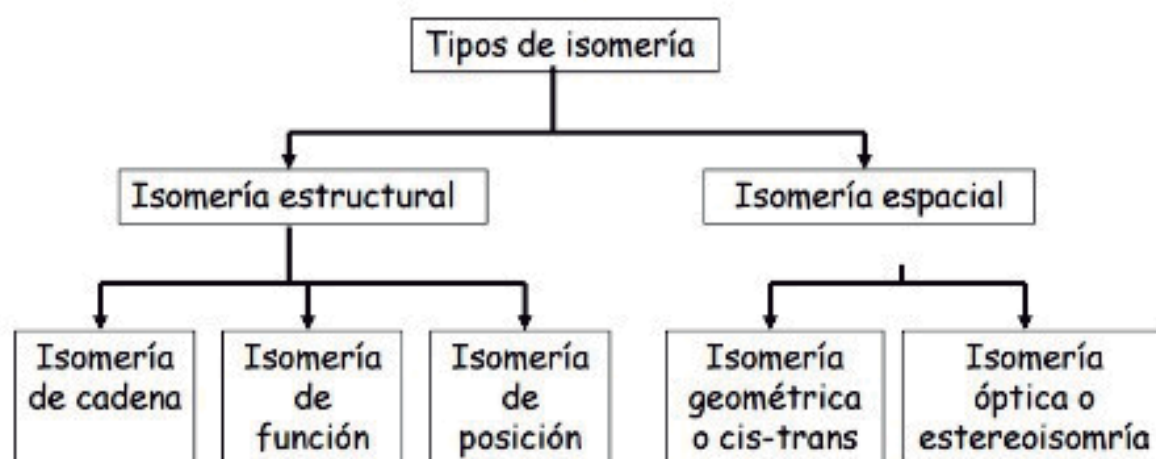 Tipos de isomería
Isomería estructural
Isomería espacial
Isomería
de cadena
Isomería
de
función
Isomería
de
posición
Isomería
geométrica
o cis-trans
Isomería
óptica o
estereoisomría